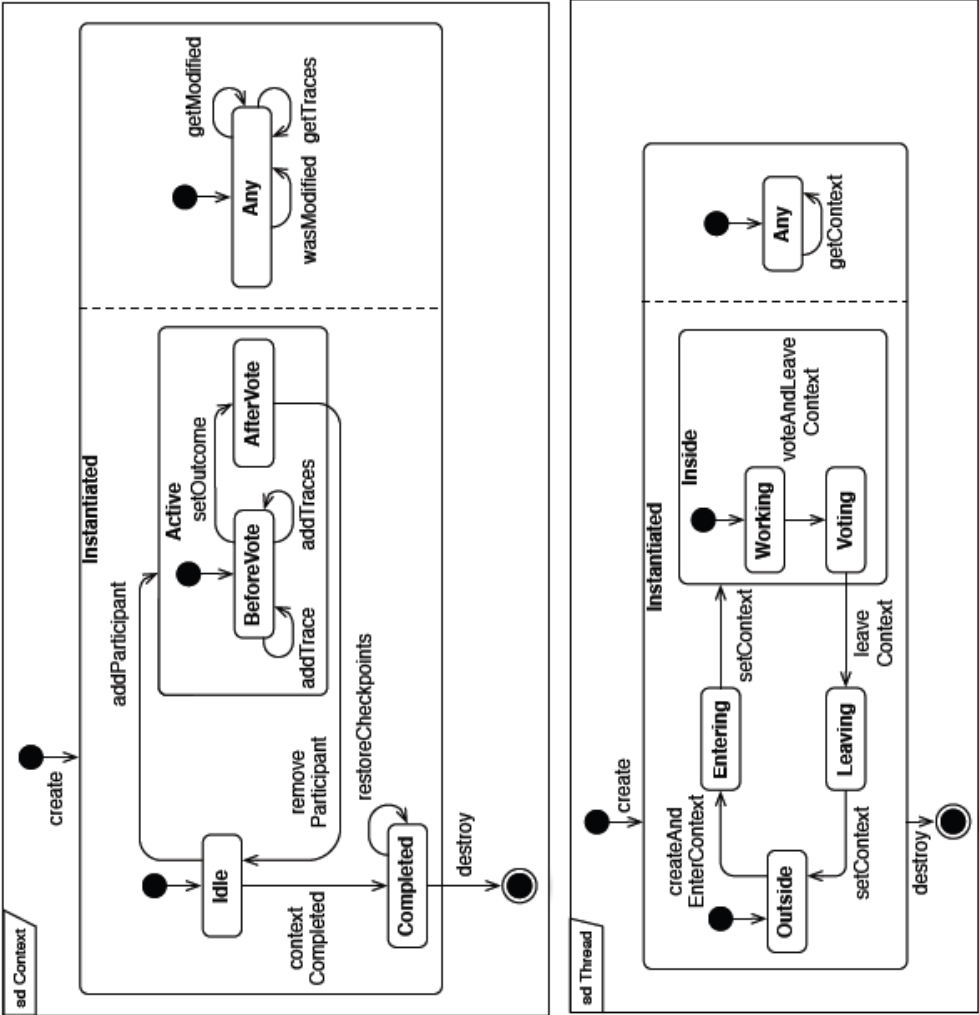 sd Context
create
Instantiated
addParticipant
Active
setOutcome
BeforeVote
AfterVote
addTrace
addTraces
Idle
remove
Participant
context
Completed
restoreCheckpoints
Completed
destroy
getModified
Any
wasModified
getTraces
sd Thread
create
Instantiated
createAnd
EnterContext
Entering
setContext
Inside
Working
voteAndLeave
Context
Voting
Outside
Leaving
leave
Context
setContext
destroy
Any
getContext